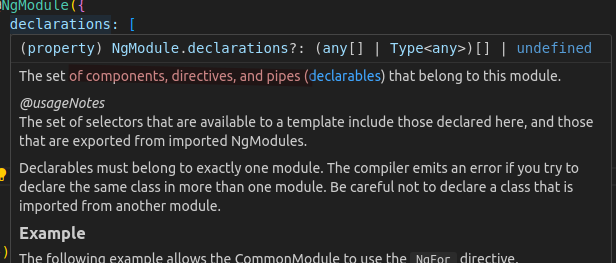 NgModule({
declarations: [
(property) NgModule.declarations?: (any[] | Type<any>)[] | undefined
The set of components, directives, and pipes (declarables) that belong to this module.
@usageNotes
The set of selectors that are available to a template include those declared here, and those
that are exported from imported NgModules.
Declarables must belong to exactly one module. The compiler emits an error if you try to
declare the same class in more than one module. Be careful not to declare a class that is
imported from another module.
Example
)
The following example allows the CommonModule to use the NgFor directive.